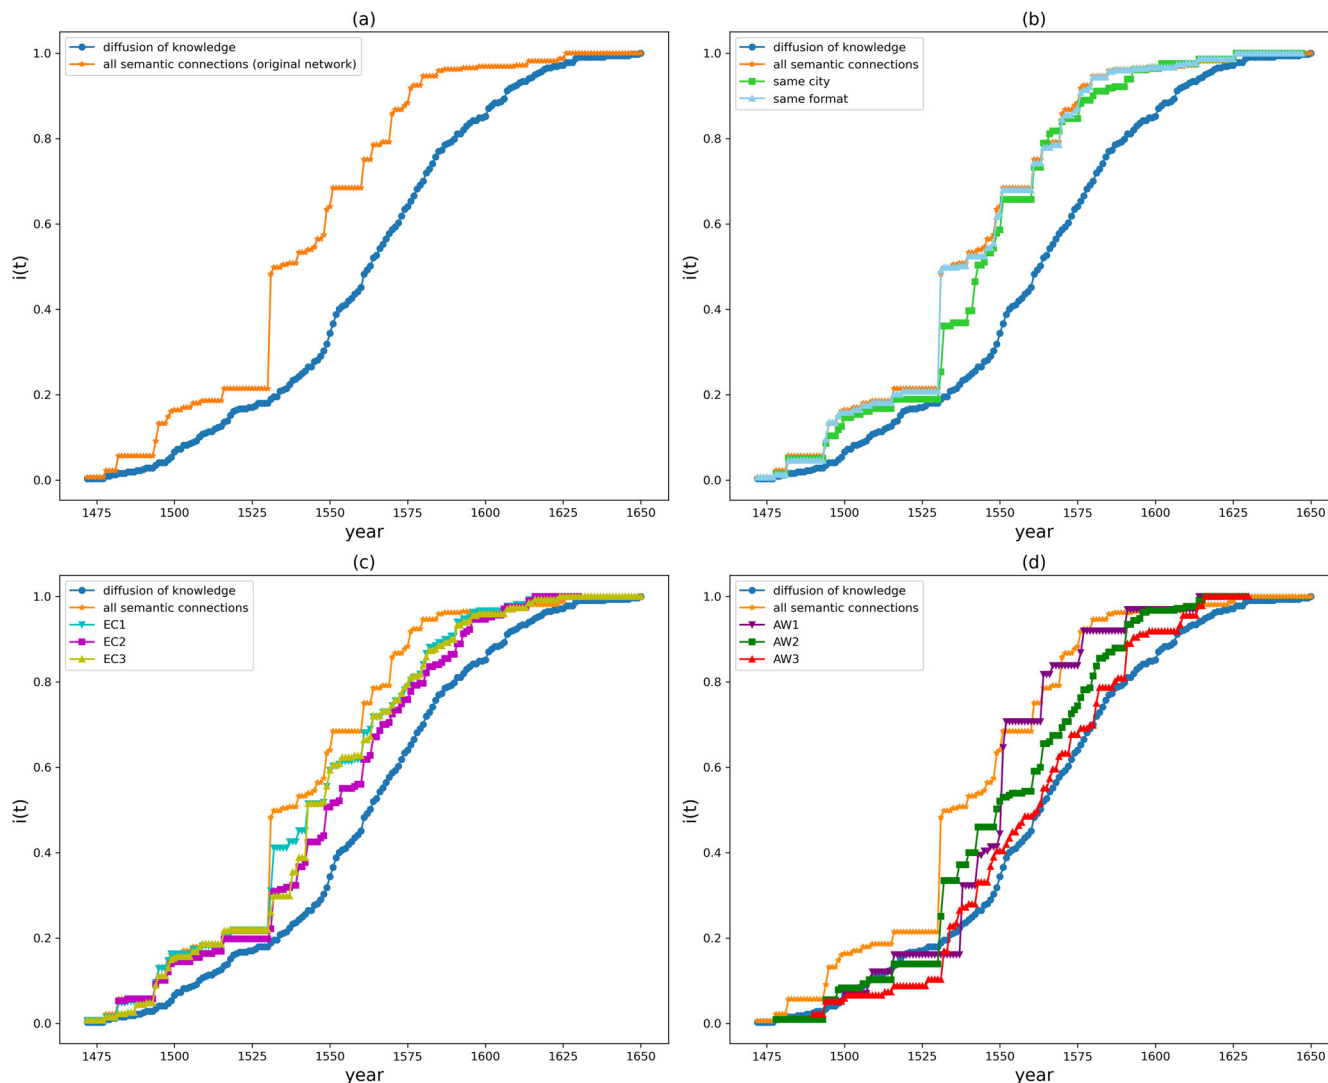 (a)
diffusion of knowledge
all semantic connections (original network)
i(t)
1.0
0.8
0.6
0.4
0.2
0.0
1475 1500 1525 1550 1575 1600 1625 1650
year
(b)
diffusion of knowledge
all semantic connections
same city
same format
i(t)
1.0
0.8
0.6
0.4
0.2
0.0
1475 1500 1525 1550 1575 1600 1625 1650
year
(c)
diffusion of knowledge
all semantic connections
EC1
EC2
EC3
i(t)
1.0
0.8
0.6
0.4
0.2
0.0
1475 1500 1525 1550 1575 1600 1625 1650
year
(d)
diffusion of knowledge
all semantic connections
AW1
AW2
AW3
i(t)
1.0
0.8
0.6
0.4
0.2
0.0
1475 1500 1525 1550 1575 1600 1625 1650
year